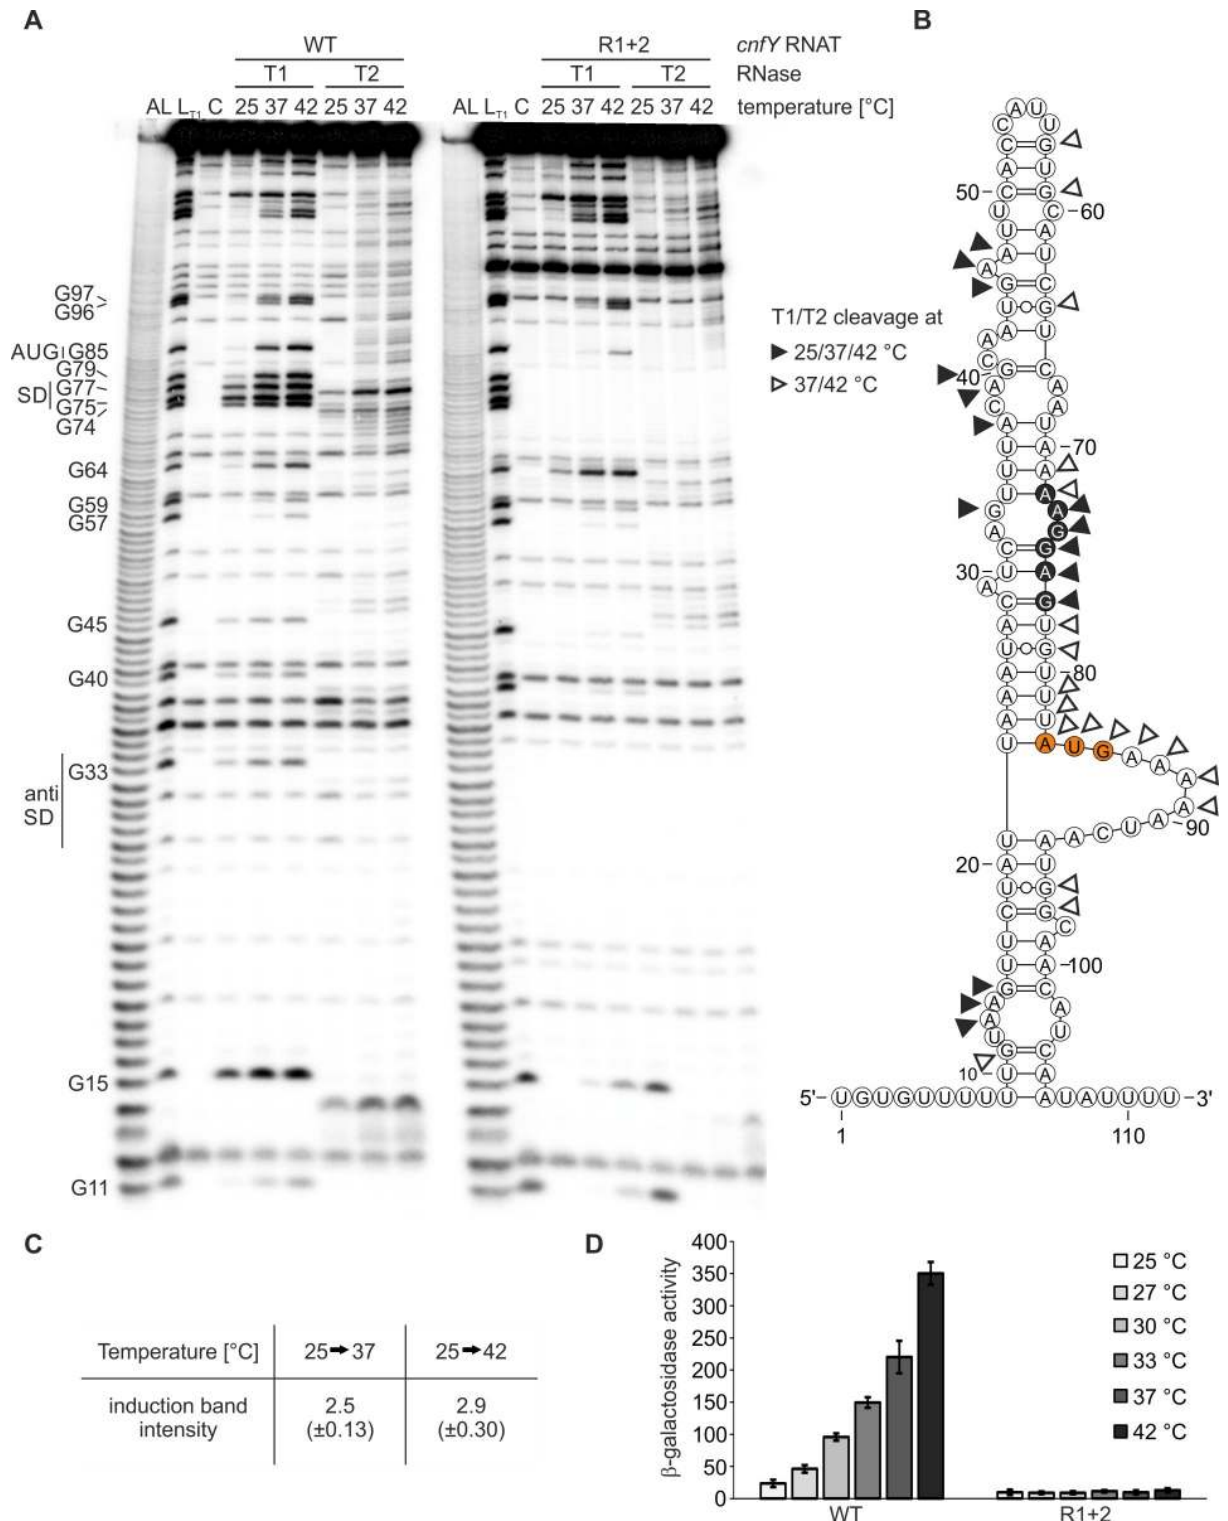 A
WT
R1+2
cnfY RNAT
T1
T2
T1
T2
RNase
AL LT1 C 25 37 42 25 37 42
AL LT1 C 25 37 42 25 37 42
temperature [°C]
G97
G96
AUG G85
G79
SD G77
G75
G74
G64
G59
G57
G45
G40
G33
anti
SD
G15
G11
B
T1/T2 cleavage at
25/37/42 °C
37/42 °C
50
60
40
70
30
80
90
20
100
10
5'-UGUGUUUUU
AUAUUUU-3'
1
110
C
Temperature [°C]
25➡37
25➡42
induction band
intensity
2.5
(±0.13)
2.9
(±0.30)
D
β-galactosidase activity
400
350
300
250
200
150
100
50
0
WT
R1+2
25 °C
27 °C
30 °C
33 °C
37 °C
42 °C